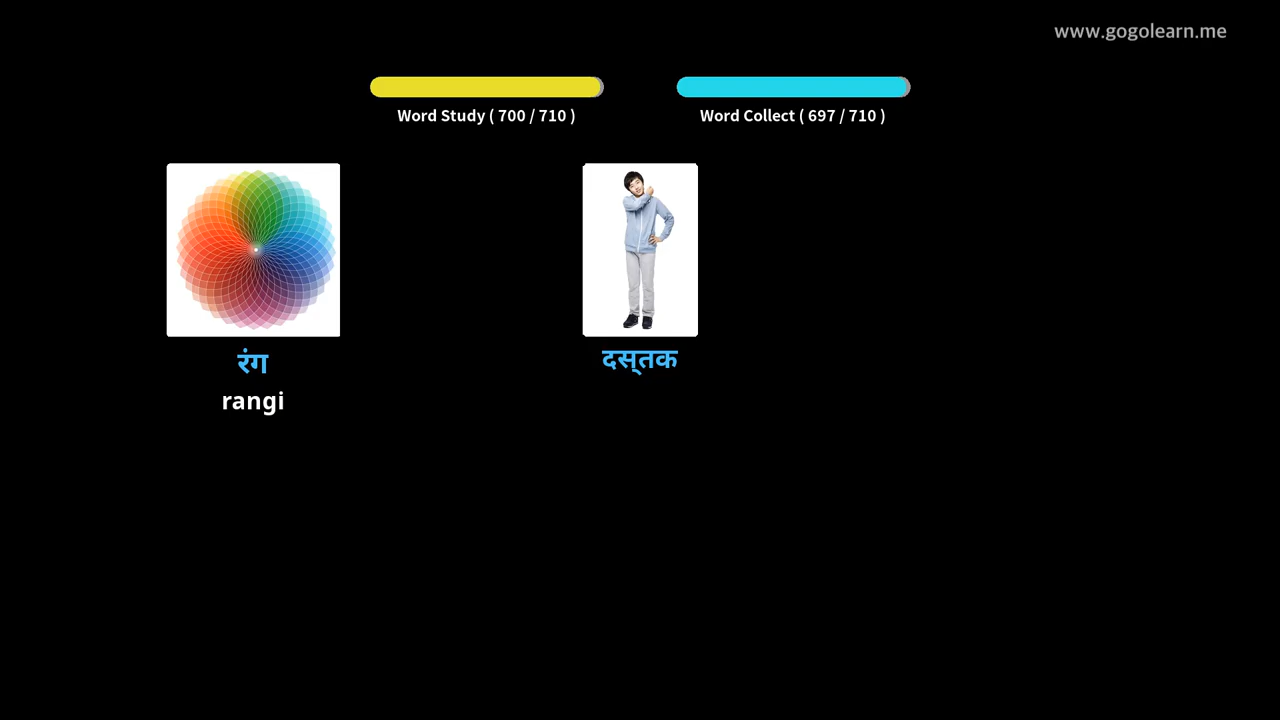 www.gogolearn.me
Word Study ( 700 / 710 )
Word Collect ( 697 / 710 )
रंग
rangi
दस्तक